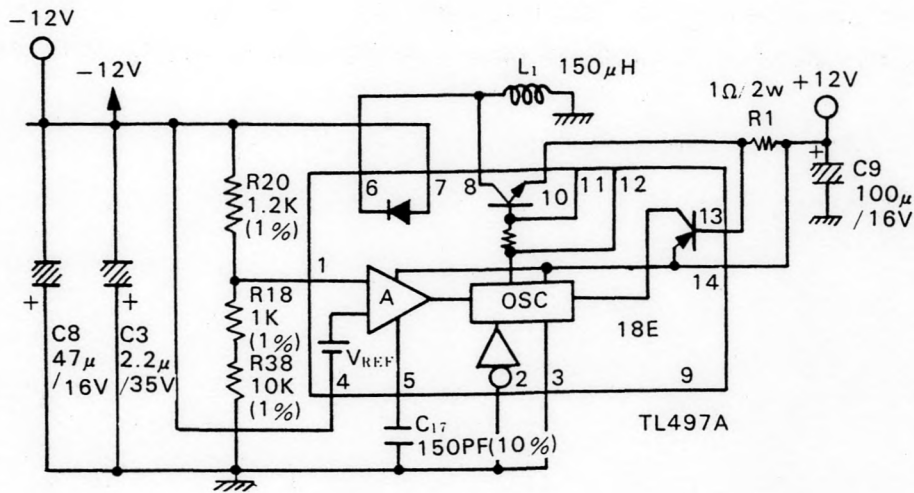 −12V
−12V
L₁ 150μH
1Ω/2w
+12V
R1
+
C9
100μ
/16V
6
7
8
10
11
12
13
14
R20
1.2K
(1%)
1
A
OSC
18E
R18
1K
(1%)
R38
10K
(1%)
VREF
4
5
2
3
9
+
C8
47μ
/16V
+
C3
2.2μ
/35V
C17
150PF(10%)
TL497A